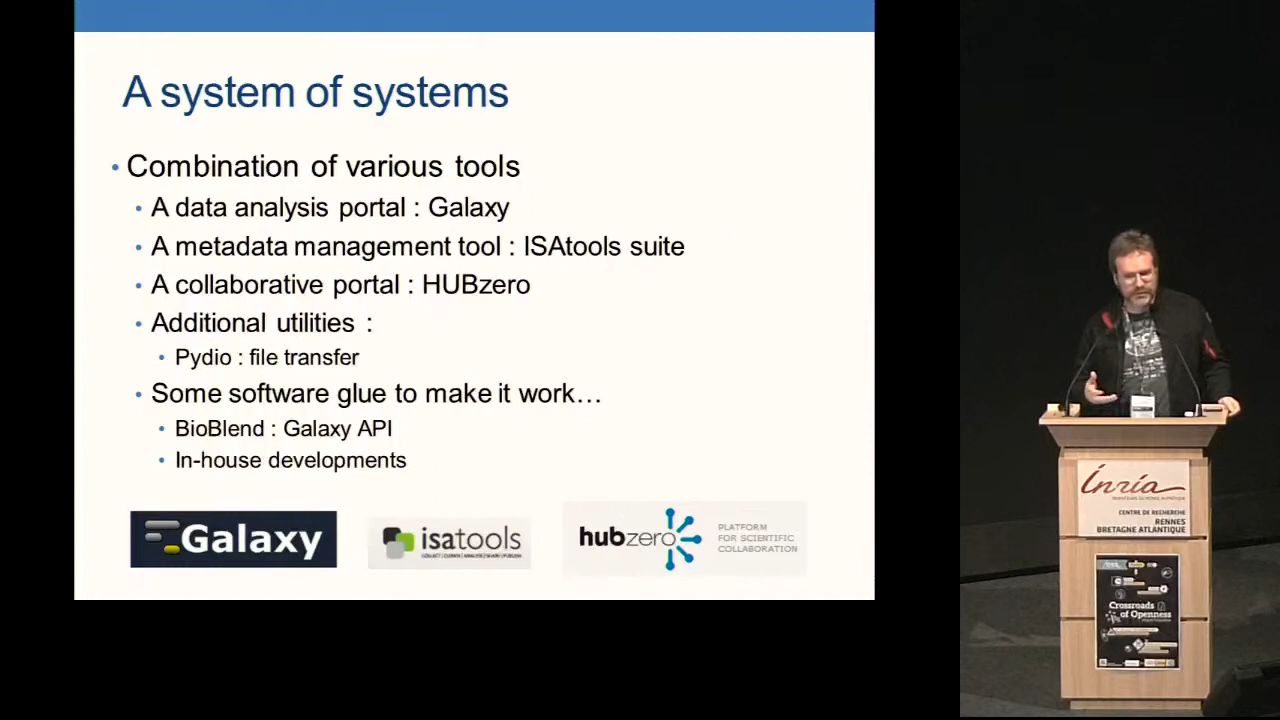 A system of systems
• Combination of various tools
• A data analysis portal : Galaxy
• A metadata management tool : ISAtools suite
• A collaborative portal : HUBzero
• Additional utilities :
• Pydio : file transfer
• Some software glue to make it work…
• BioBlend : Galaxy API
• In-house developments
Galaxy
isatools
hubzero
PLATFORM
FOR SCIENTIFIC
COLLABORATION
Inria
CENTRE DE RECHERCHE
RENNES
BRETAGNE ATLANTIQUE
Crossroads
of Openness